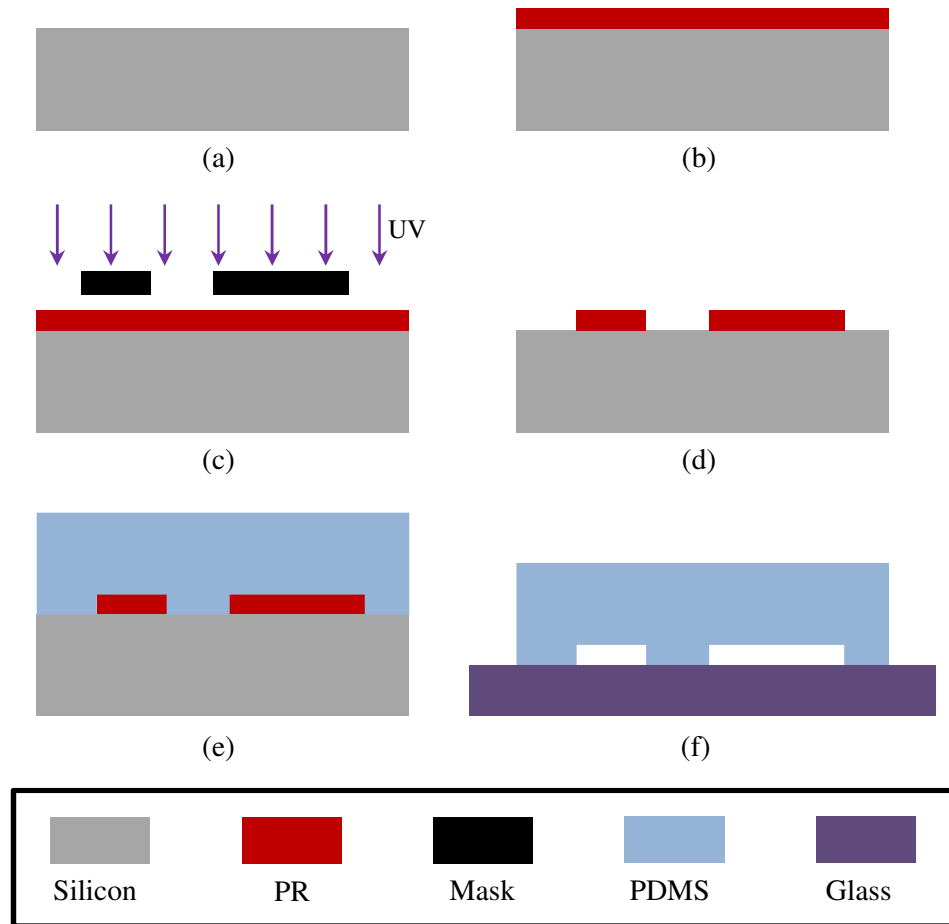 (a)
(b)
UV
(c)
(d)
(e)
(f)
Silicon
PR
Mask
PDMS
Glass